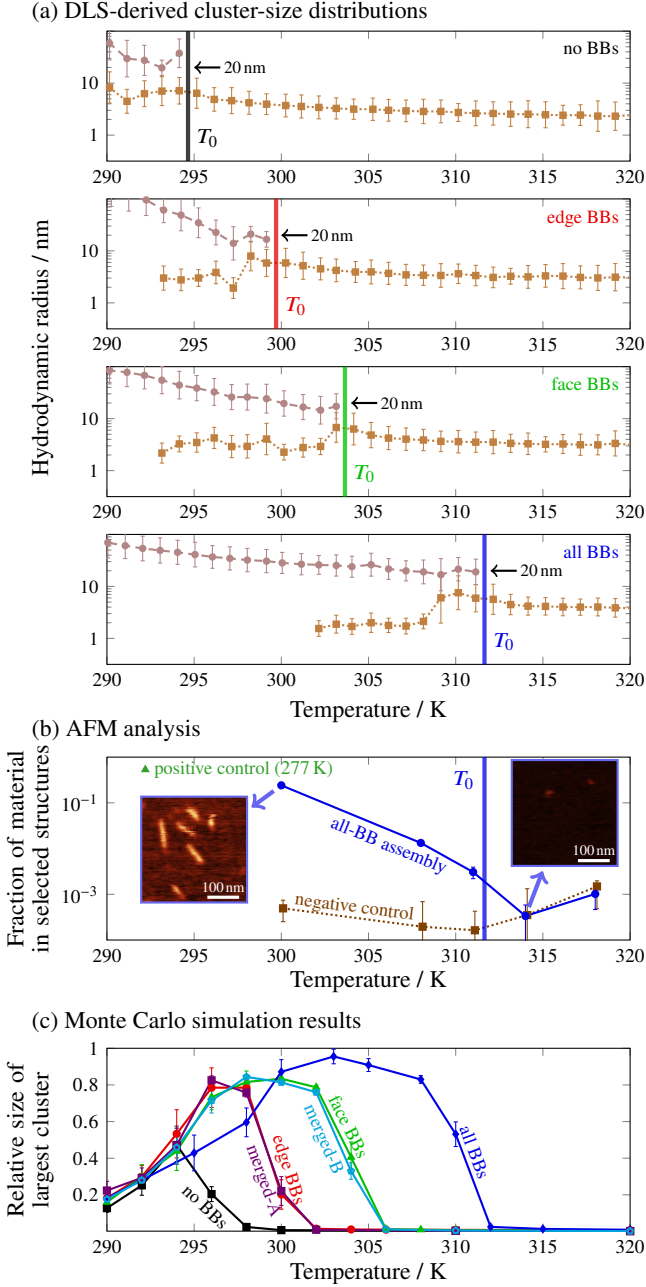 (a) DLS-derived cluster-size distributions
no BBs
10
20 nm
1
T0
290 295 300 305 310 315 320
edge BBs
10
20 nm
1
T0
290 295 300 305 310 315 320
Hydrodynamic radius / nm
face BBs
10
20 nm
1
T0
290 295 300 305 310 315 320
all BBs
10
20 nm
1
T0
290 295 300 305 310 315 320
Temperature / K
(b) AFM analysis
positive control (277 K)
T0
10−1
all-BB assembly
100 nm
100 nm
10−3
negative control
Fraction of material
in selected structures
290 295 300 305 310 315 320
Temperature / K
(c) Monte Carlo simulation results
1
0.8
0.6
0.4
0.2
Relative size of
largest cluster
no BBs
merged-A
edge BBs
merged-B
face BBs
all BBs
290 295 300 305 310 315 320
Temperature / K